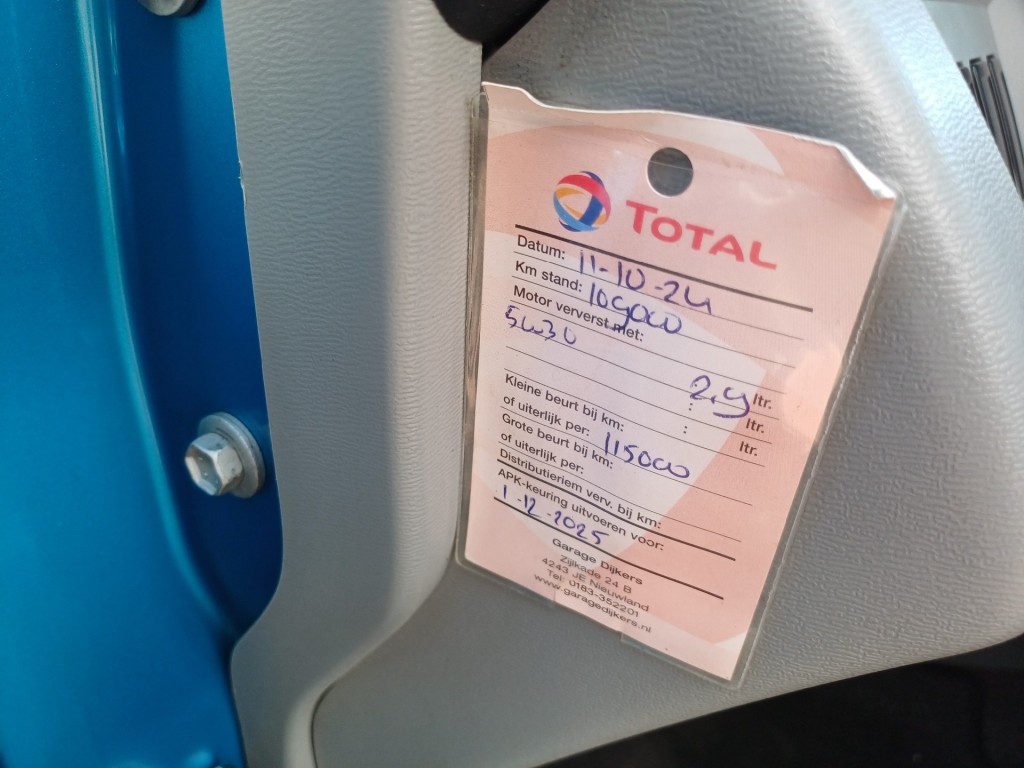 TOTAL
Datum: 11-10-24
Km stand: 109000
Motor ververst met:
5w30
: 2,9 ltr.
: ltr.
ltr.
Kleine beurt bij km:
of uiterlijk per: 115000
Grote beurt bij km:
of uiterlijk per:
Distributieriem verv. bij km:
APK-keuring uitvoeren voor:
1-12-2025
Garage Dijkers
Zijlkade 24 B
4243 JE Nieuwland
Tel: 0183-352201
www.garagedijkers.nl